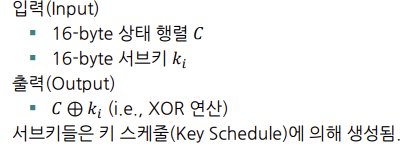 입력(Input)
▪ 16-byte 상태 행렬 𝐶
▪ 16-byte 서브키 𝑘ᵢ
출력(Output)
▪ 𝐶 ⊕ 𝑘ᵢ (i.e., XOR 연산)
서브키들은 키 스케줄(Key Schedule)에 의해 생성됨.